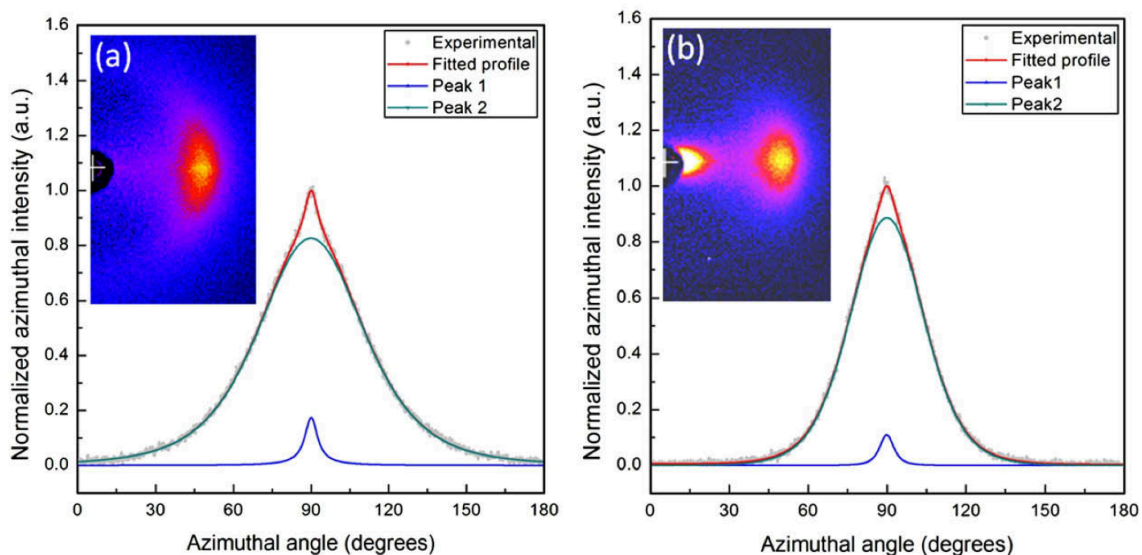 (a)
Experimental
Fitted profile
Peak 1
Peak 2
Normalized azimuthal intensity (a.u.)
1.6
1.4
1.2
1.0
0.8
0.6
0.4
0.2
0.0
0 30 60 90 120 150 180
Azimuthal angle (degrees)
(b)
Experimental
Fitted profile
Peak1
Peak2
Normalized azimuthal intensity (a.u.)
1.6
1.4
1.2
1.0
0.8
0.6
0.4
0.2
0.0
0 30 60 90 120 150 180
Azimuthal angle (degrees)